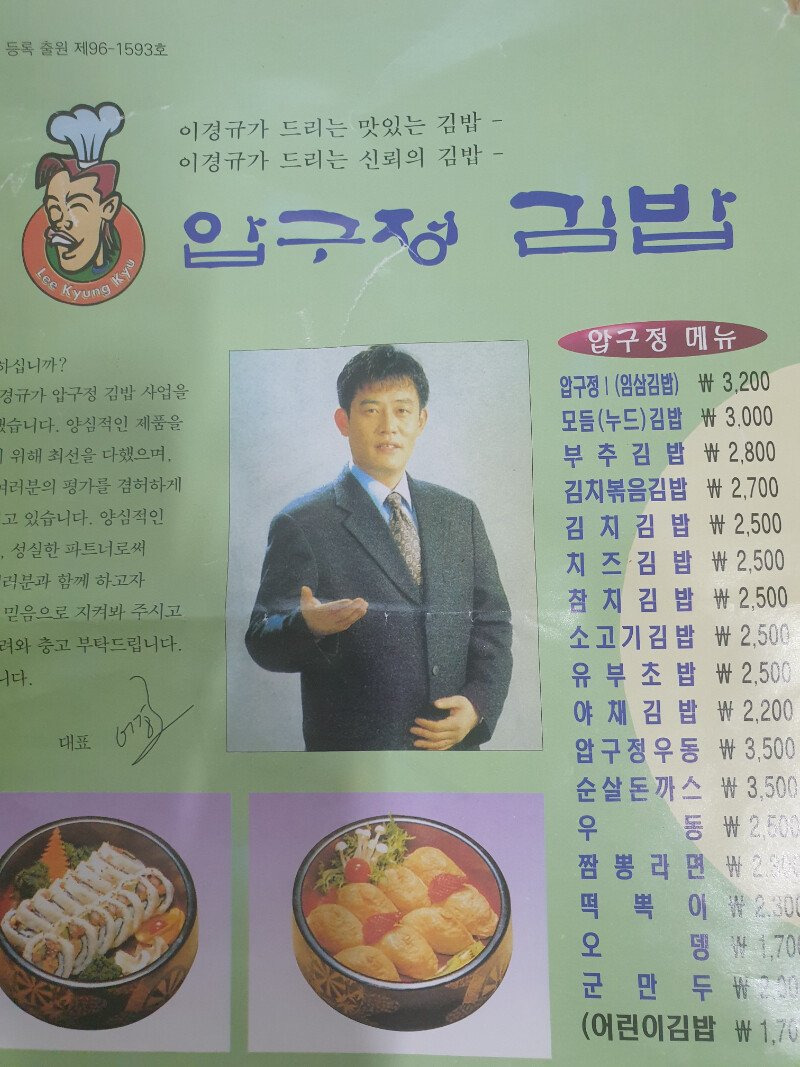 등록 출원 제96-1593호
이경규가 드리는 맛있는 김밥 -
이경규가 드리는 신뢰의 김밥 -
압구정 김밥
Lee Kyung Kyu
하십니까?
경규가 압구정 김밥 사업을
했습니다. 양심적인 제품을
위해 최선을 다했으며,
여러분의 평가를 겸허하게
고 있습니다. 양심적인
, 성실한 파트너로써
러분과 함께 하고자
믿음으로 지켜봐 주시고
려와 충고 부탁드립니다.
니다.
대표
압구정 메뉴
압구정 I (임삼김밥) ₩ 3,200
모듬(누드)김밥 ₩ 3.000
부추김밥 ₩ 2,800
김치볶음김밥 ₩ 2,700
김치김밥 ₩ 2,500
치즈김밥 ₩ 2,500
참치김밥 ₩ 2,500
소고기김밥 ₩ 2,500
유부초밥 ₩ 2,500
야채김밥 ₩ 2,200
압구정우동 ₩ 3,500
순살돈까스 ₩ 3,500
우동 ₩ 2,500
짬뽕라면 ₩
떡뽁이 ₩ 2.300
오뎅 ₩ 1,700
군만두 ₩
(어린이김밥 ₩ 1,70